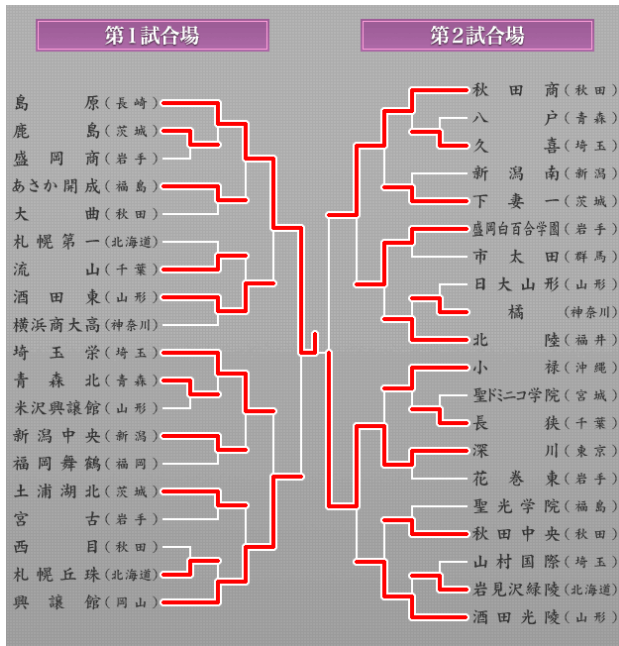 第1試合場
島原(長崎)
鹿島(茨城)
盛岡商(岩手)
あさか開成(福島)
大曲(秋田)
札幌第一(北海道)
流山(千葉)
酒田東(山形)
横浜商大高(神奈川)
埼玉栄(埼玉)
青森北(青森)
米沢興譲館(山形)
新潟中央(新潟)
福岡舞鶴(福岡)
土浦湖北(茨城)
宮古(岩手)
西目(秋田)
札幌丘珠(北海道)
興譲館(岡山)
第2試合場
秋田商(秋田)
八戸(青森)
久喜(埼玉)
新潟南(新潟)
下妻一(茨城)
盛岡白百合学園(岩手)
市太田(群馬)
日大山形(山形)
橘(神奈川)
北陸(福井)
小禄(沖縄)
聖ドミニコ学院(宮城)
長狭(千葉)
深川(東京)
花巻東(岩手)
聖光学院(福島)
秋田中央(秋田)
山村国際(埼玉)
岩見沢緑陵(北海道)
酒田光陵(山形)